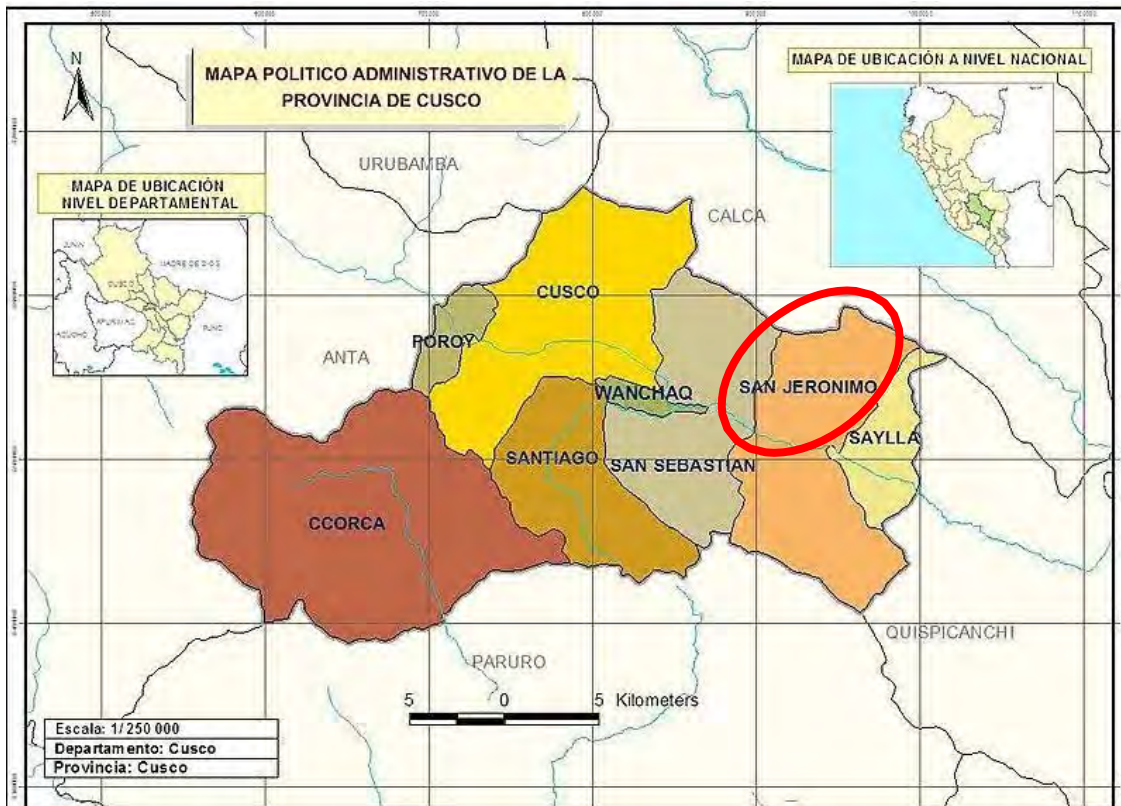 MAPA POLITICO ADMINISTRATIVO DE LA
PROVINCIA DE CUSCO
MAPA DE UBICACIÓN A NIVEL NACIONAL
N
MAPA DE UBICACIÓN
NIVEL DEPARTAMENTAL
JUNIN
MADRE DE DIOS
CUSCO
APURIMAC
PUNO
URUBAMBA
CALCA
CUSCO
POROY
ANTA
WANCHAQ
SAN JERONIMO
SAYLLA
SANTIAGO
SAN SEBASTIAN
CCORCA
QUISPICANCHI
PARURO
5 0 5 Kilometers
Escala: 1/250 000
Departamento: Cusco
Provincia: Cusco